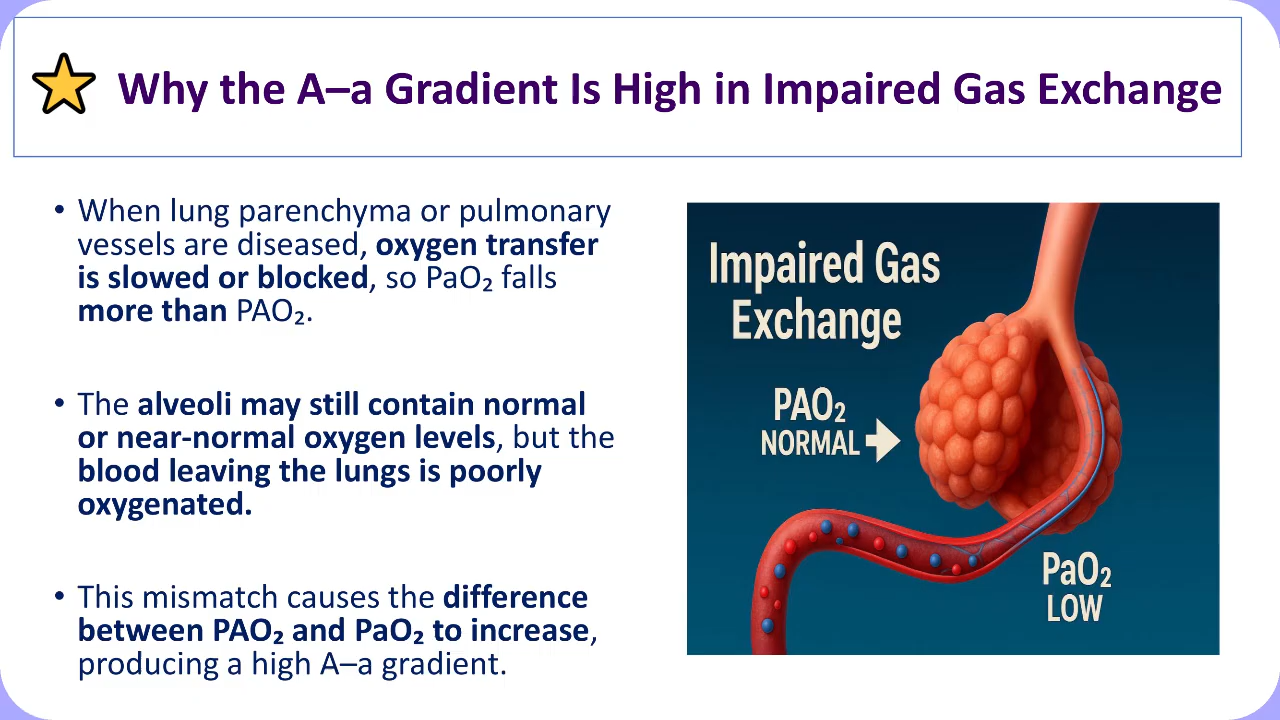 Why the A–a Gradient Is High in Impaired Gas Exchange
• When lung parenchyma or pulmonary
vessels are diseased, oxygen transfer
is slowed or blocked, so PaO₂ falls
more than PAO₂.
• The alveoli may still contain normal
or near-normal oxygen levels, but the
blood leaving the lungs is poorly
oxygenated.
• This mismatch causes the difference
between PAO₂ and PaO₂ to increase,
producing a high A–a gradient.
Impaired Gas
Exchange
PAO₂
NORMAL
PaO₂
LOW